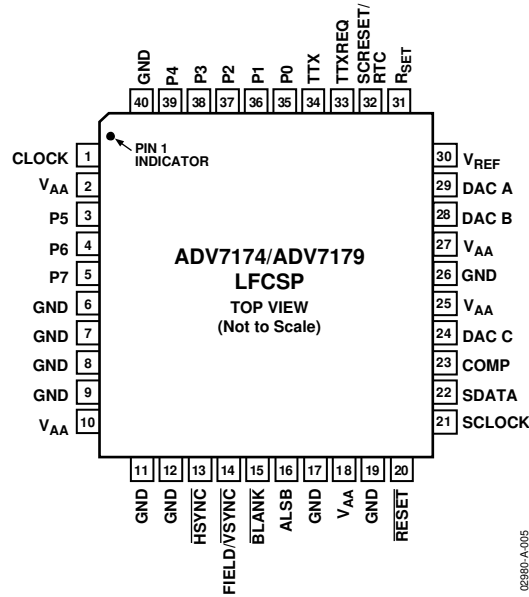 GND
P4
P3
P2
P1
P0
TTX
TTXREQ
SCRESET/
RTC
RSET
40
39
38
37
36
35
34
33
32
31
PIN 1
INDICATOR
CLOCK 1
VAA 2
P5 3
P6 4
P7 5
GND 6
GND 7
GND 8
GND 9
VAA 10
ADV7174/ADV7179
LFCSP
TOP VIEW
(Not to Scale)
30 VREF
29 DAC A
28 DAC B
27 VAA
26 GND
25 VAA
24 DAC C
23 COMP
22 SDATA
21 SCLOCK
11
12
13
14
15
16
17
18
19
20
GND
GND
HSYNC
FIELD/VSYNC
BLANK
ALSB
GND
VAA
GND
RESET
02980-A-005